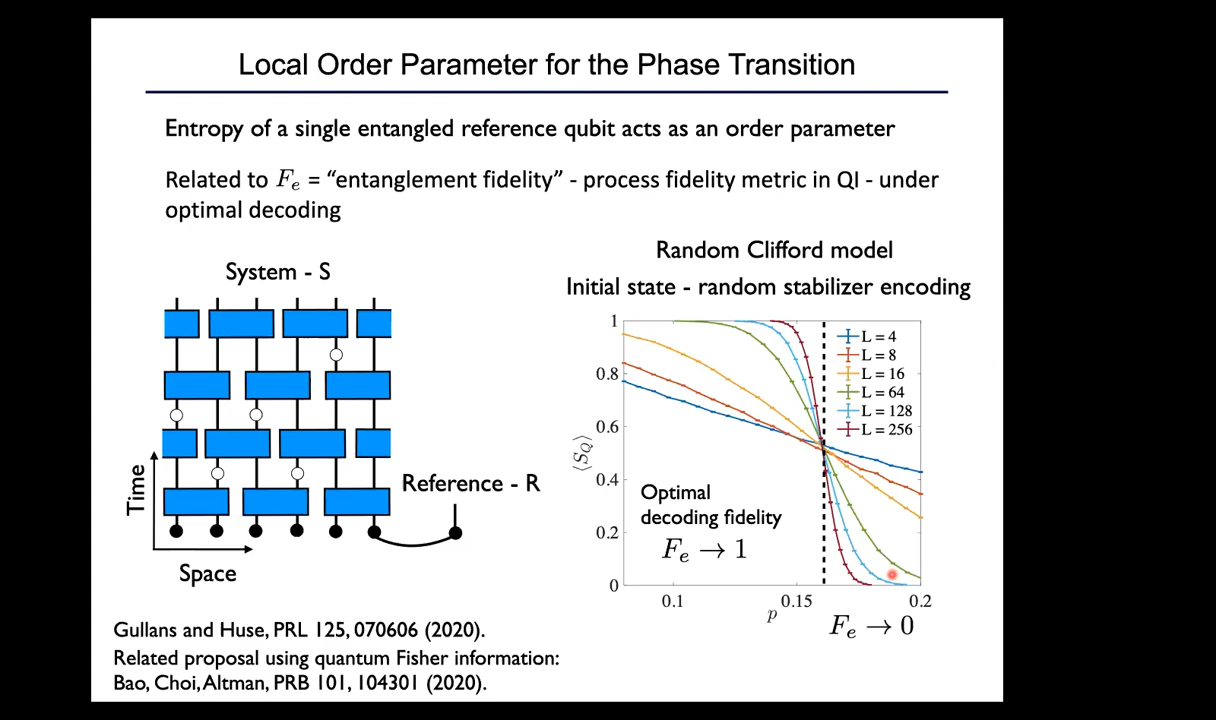 Local Order Parameter for the Phase Transition
Entropy of a single entangled reference qubit acts as an order parameter
Related to Fₑ = “entanglement fidelity” - process fidelity metric in QI - under
optimal decoding
System - S
Time
Space
Reference - R
Random Clifford model
Initial state - random stabilizer encoding
⟨S_Q⟩
1
0.8
0.6
0.4
0.2
0
L = 4
L = 8
L = 16
L = 64
L = 128
L = 256
Optimal
decoding fidelity
Fₑ → 1
0.1
0.15
0.2
p
Fₑ → 0
Gullans and Huse, PRL 125, 070606 (2020).
Related proposal using quantum Fisher information:
Bao, Choi, Altman, PRB 101, 104301 (2020).